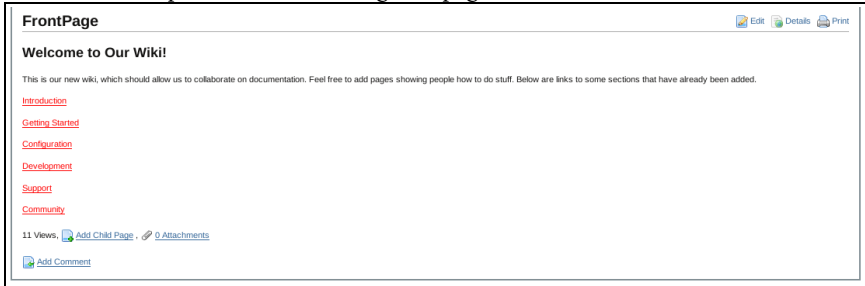 FrontPage
Edit Details Print
Welcome to Our Wiki!
This is our new wiki, which should allow us to collaborate on documentation. Feel free to add pages showing people how to do stuff. Below are links to some sections that have already been added.
Introduction
Getting Started
Configuration
Development
Support
Community
11 Views, Add Child Page , 0 Attachments
Add Comment